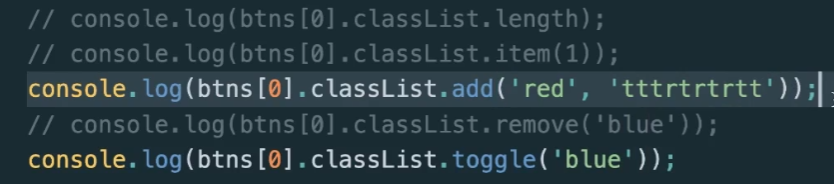 // console.log(btns[0].classList.length);
// console.log(btns[0].classList.item(1));
console.log(btns[0].classList.add('red', 'tttrtrtrtt'));
// console.log(btns[0].classList.remove('blue'));
console.log(btns[0].classList.toggle('blue'));